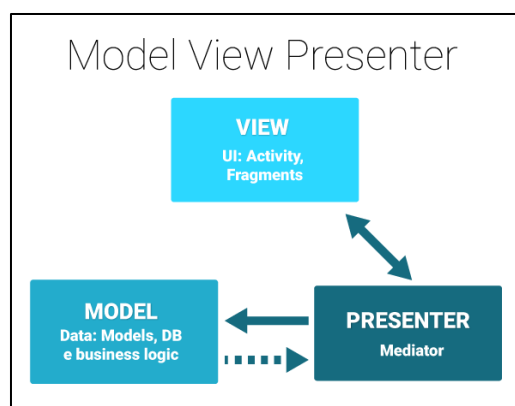 Model View Presenter
VIEW
UI: Activity,
Fragments
MODEL
Data: Models, DB
e business logic
PRESENTER
Mediator